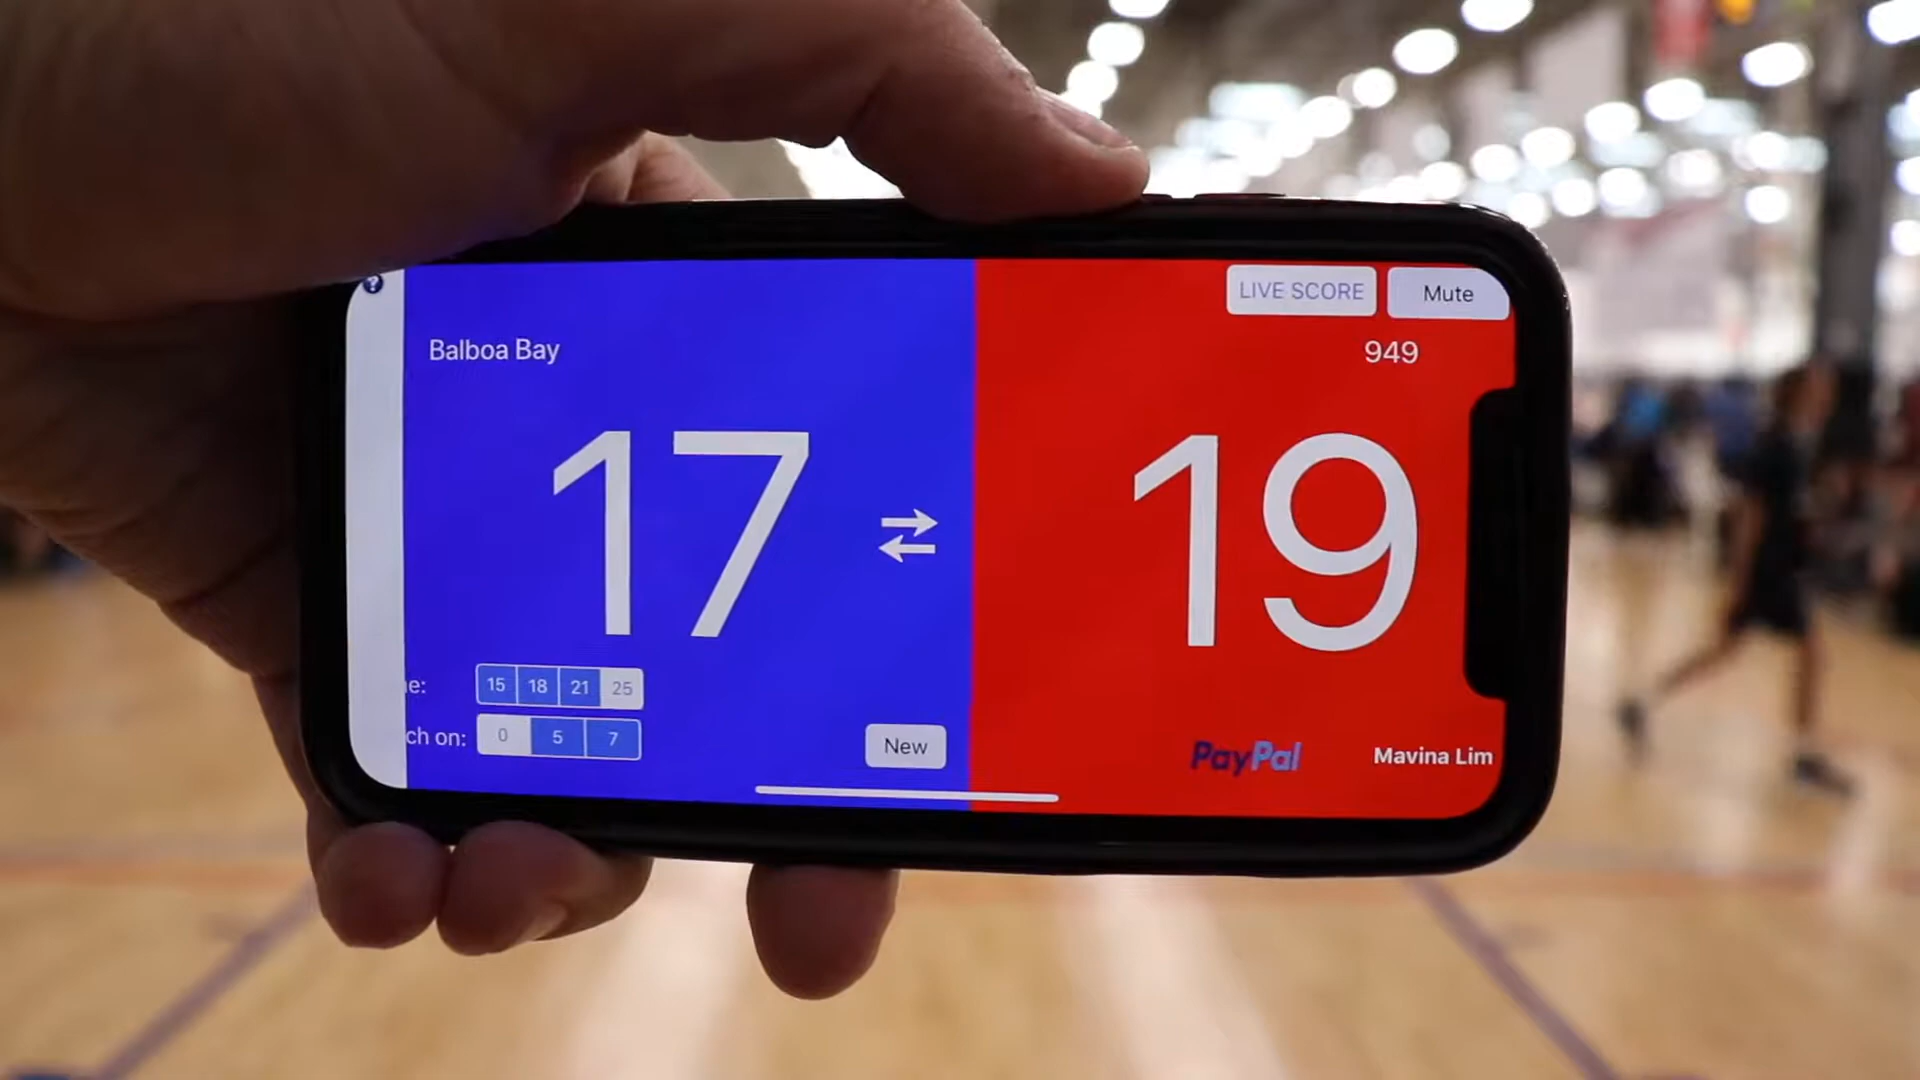 ?
LIVE SCORE Mute
Balboa Bay 949
17 19
e: 15 18 21 25
ch on: 0 5 7
New
PayPal Mavina Lim